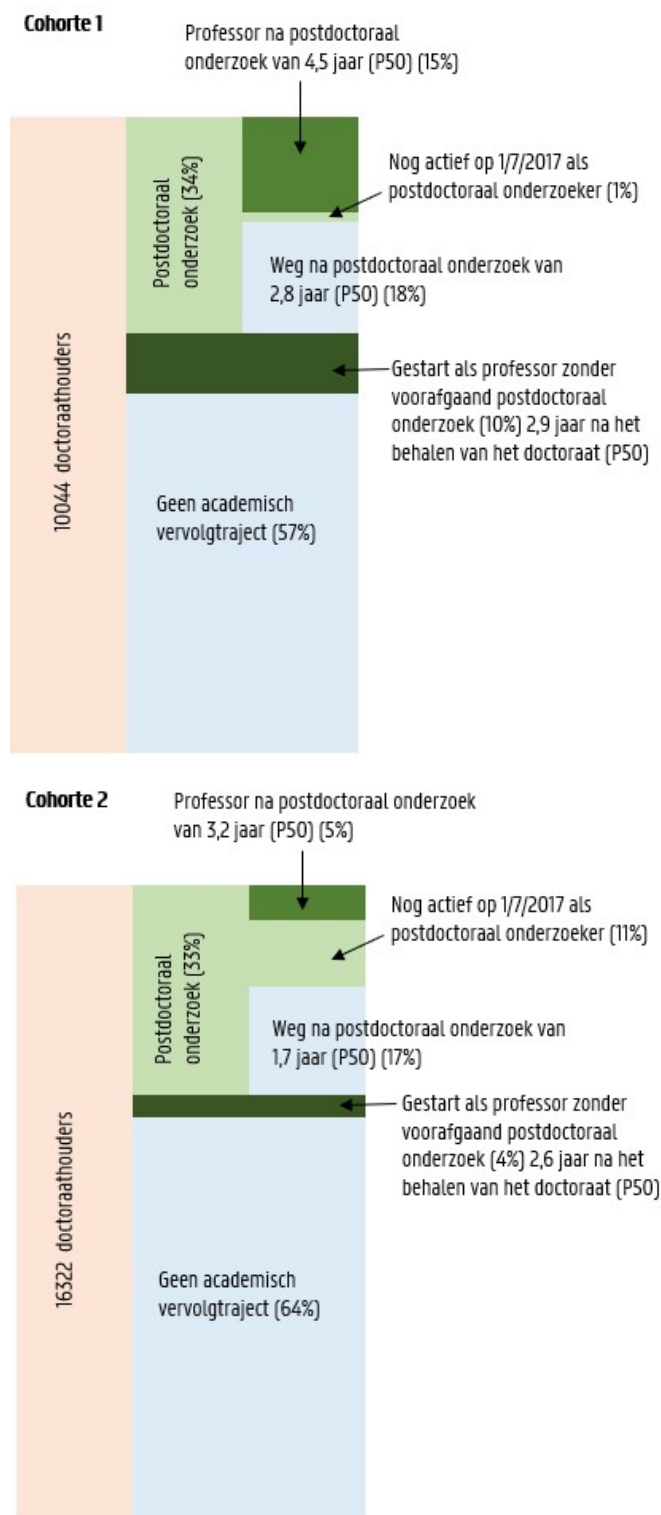 Cohorte 1
Professor na postdoctoraal
onderzoek van 4,5 jaar (P50) (15%)
Nog actief op 1/7/2017 als
postdoctoraal onderzoeker (1%)
Postdoctoraal
onderzoek (34%)
Weg na postdoctoraal onderzoek van
2,8 jaar (P50) (18%)
10044 doctoraathouders
Gestart als professor zonder
voorafgaand postdoctoraal
onderzoek (10%) 2,9 jaar na het
behalen van het doctoraat (P50)
Geen academisch
vervolgtraject (57%)
Cohorte 2
Professor na postdoctoraal onderzoek
van 3,2 jaar (P50) (5%)
Nog actief op 1/7/2017 als
postdoctoraal onderzoeker (11%)
Postdoctoraal
onderzoek (33%)
Weg na postdoctoraal onderzoek van
1,7 jaar (P50) (17%)
16322 doctoraathouders
Gestart als professor zonder
voorafgaand postdoctoraal
onderzoek (4%) 2,6 jaar na het
behalen van het doctoraat (P50)
Geen academisch
vervolgtraject (64%)